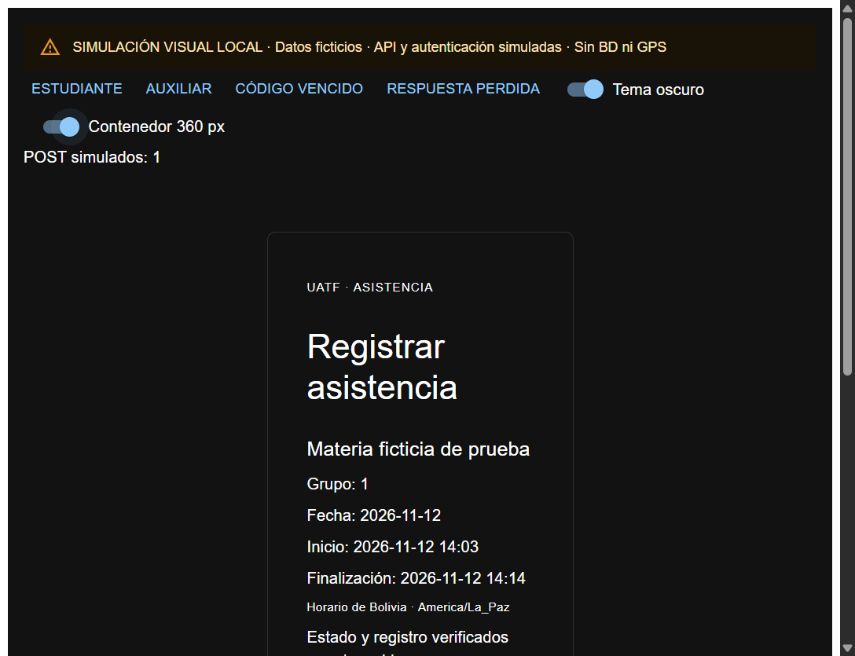 SIMULACIÓN VISUAL LOCAL · Datos ficticios · API y autenticación simuladas · Sin BD ni GPS
ESTUDIANTE AUXILIAR CÓDIGO VENCIDO RESPUESTA PERDIDA Tema oscuro
Contenedor 360 px
POST simulados: 1
UATF · ASISTENCIA
Registrar
asistencia
Materia ficticia de prueba
Grupo: 1
Fecha: 2026-11-12
Inicio: 2026-11-12 14:03
Finalización: 2026-11-12 14:14
Horario de Bolivia · America/La_Paz
Estado y registro verificados